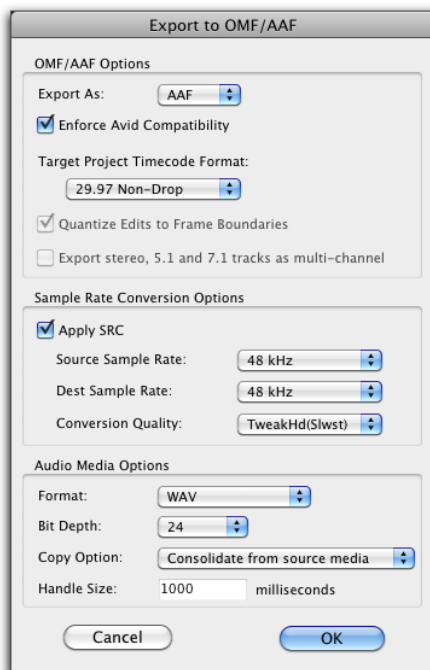 Export to OMF/AAF
OMF/AAF Options
Export As: AAF
Enforce Avid Compatibility
Target Project Timecode Format:
29.97 Non-Drop
Quantize Edits to Frame Boundaries
Export stereo, 5.1 and 7.1 tracks as multi-channel
Sample Rate Conversion Options
Apply SRC
Source Sample Rate: 48 kHz
Dest Sample Rate: 48 kHz
Conversion Quality: TweakHd(Slwst)
Audio Media Options
Format: WAV
Bit Depth: 24
Copy Option: Consolidate from source media
Handle Size: 1000 milliseconds
Cancel OK